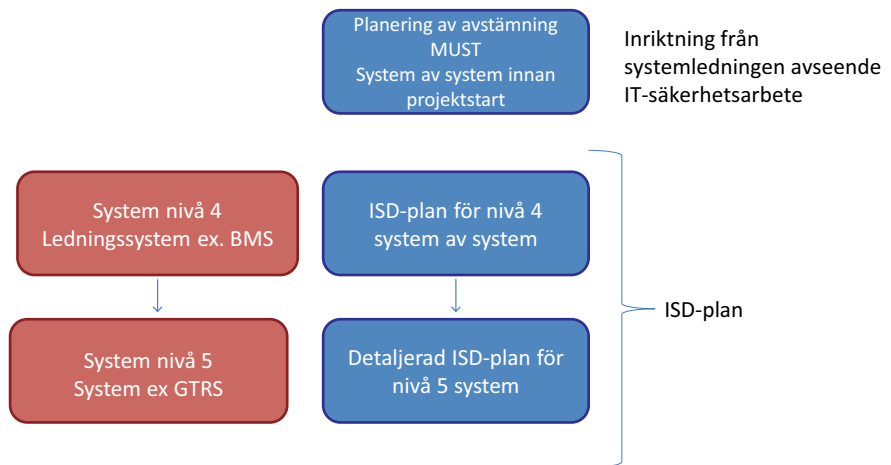 Planering av avstämning
MUST
System av system innan
projektstart
Inriktning från
systemledningen avseende
IT-säkerhetsarbete
System nivå 4
Ledningssystem ex. BMS
ISD-plan för nivå 4
system av system
ISD-plan
System nivå 5
System ex GTRS
Detaljerad ISD-plan för
nivå 5 system